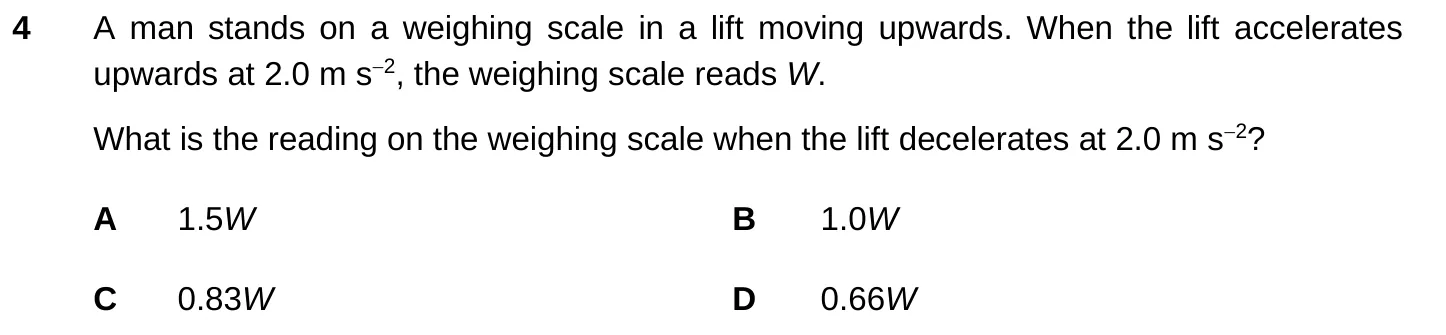 4 A man stands on a weighing scale in a lift moving upwards. When the lift accelerates
upwards at 2.0 m s⁻², the weighing scale reads W.
What is the reading on the weighing scale when the lift decelerates at 2.0 m s⁻²?
A 1.5W B 1.0W
C 0.83W D 0.66W